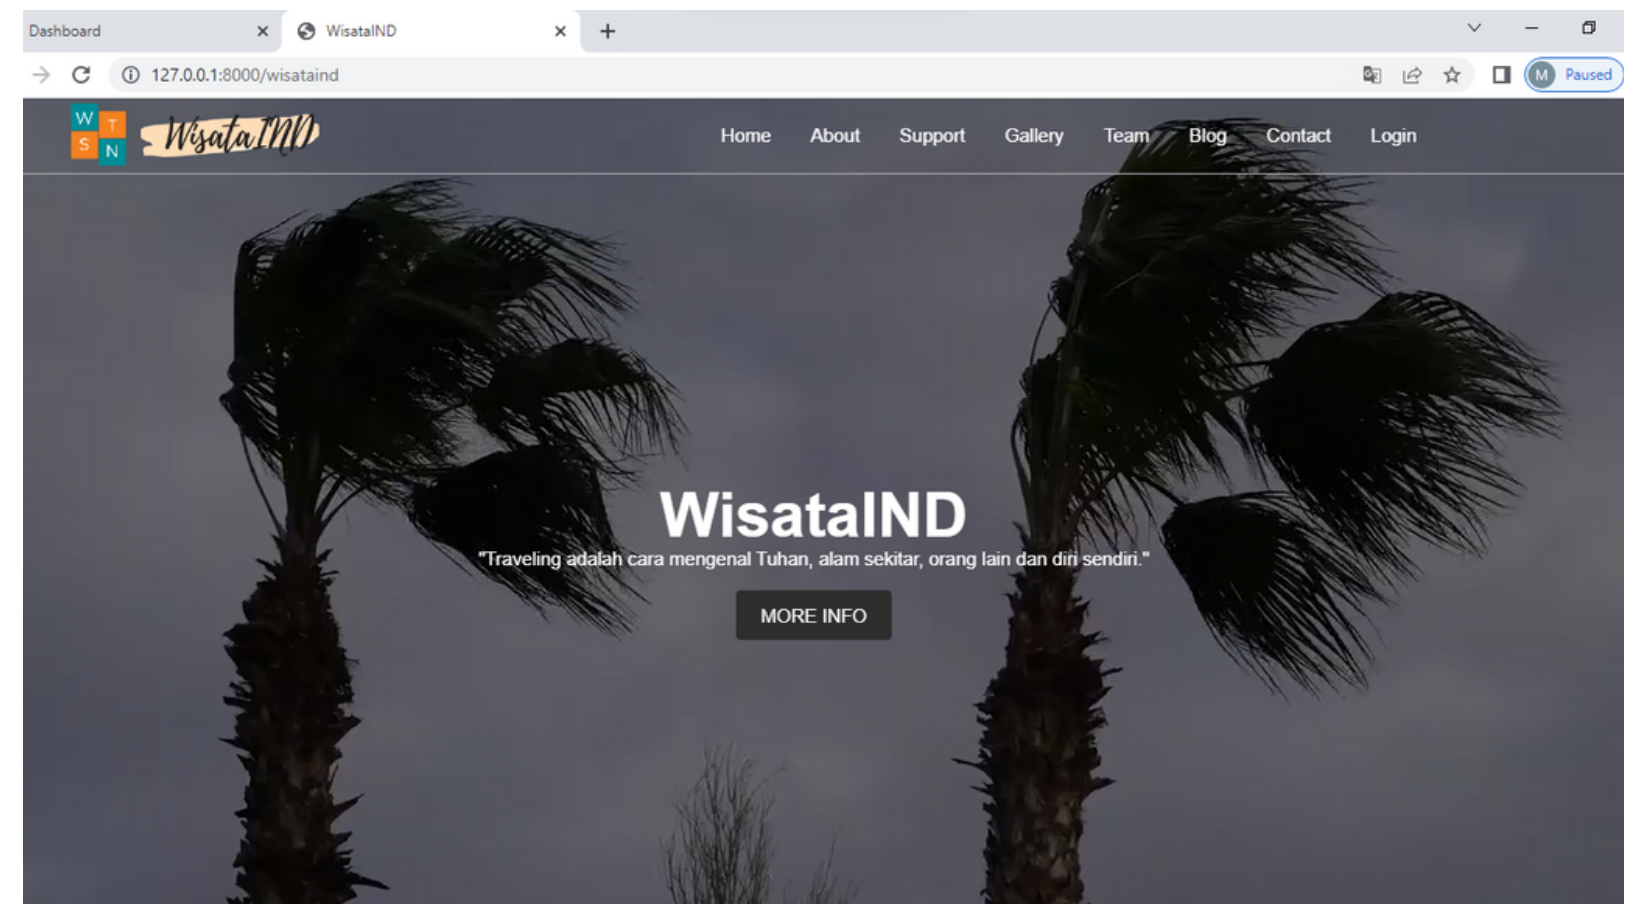 Dashboard
WisataIND
127.0.0.1:8000/wisataind
M Paused
W T
S N
WisataIND
Home About Support Gallery Team Blog Contact Login
WisataIND
"Traveling adalah cara mengenal Tuhan, alam sekitar, orang lain dan diri sendiri."
MORE INFO